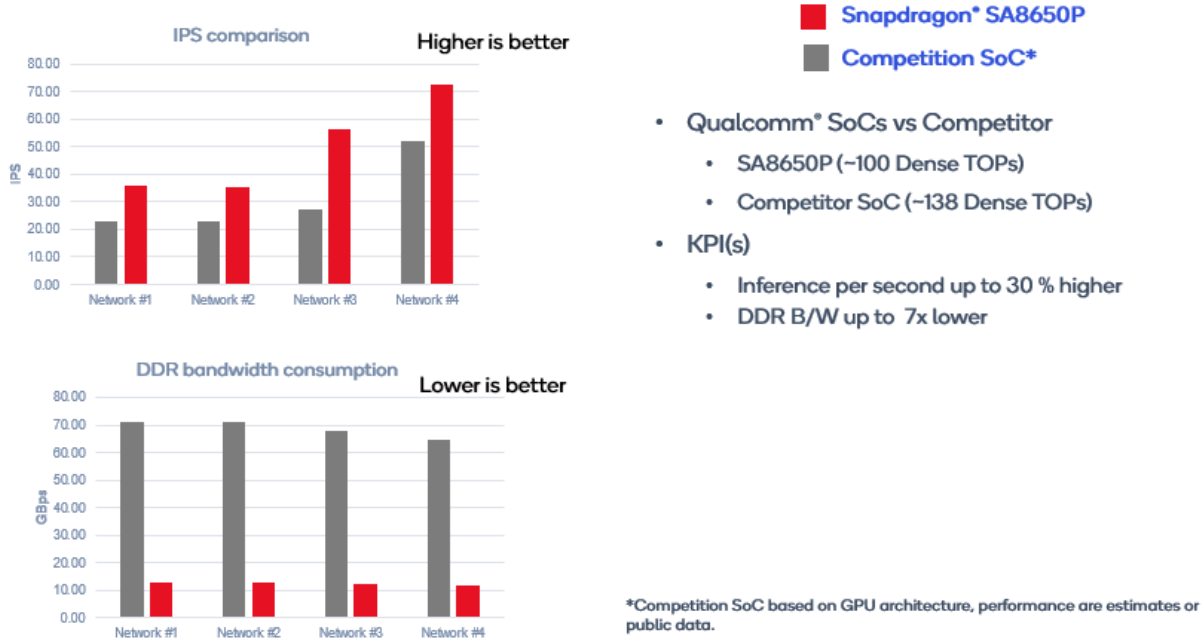 IPS comparison
Higher is better
80.00
70.00
60.00
50.00
40.00
30.00
20.00
10.00
0.00
IPS
Network #1 Network #2 Network #3 Network #4
DDR bandwidth consumption
Lower is better
80.00
70.00
60.00
50.00
40.00
30.00
20.00
10.00
0.00
GBps
Network #1 Network #2 Network #3 Network #4
Snapdragon® SA8650P
Competition SoC*
• Qualcomm® SoCs vs Competitor
• SA8650P (~100 Dense TOPs)
• Competitor SoC (~138 Dense TOPs)
• KPI(s)
• Inference per second up to 30 % higher
• DDR B/W up to 7x lower
*Competition SoC based on GPU architecture, performance are estimates or
public data.